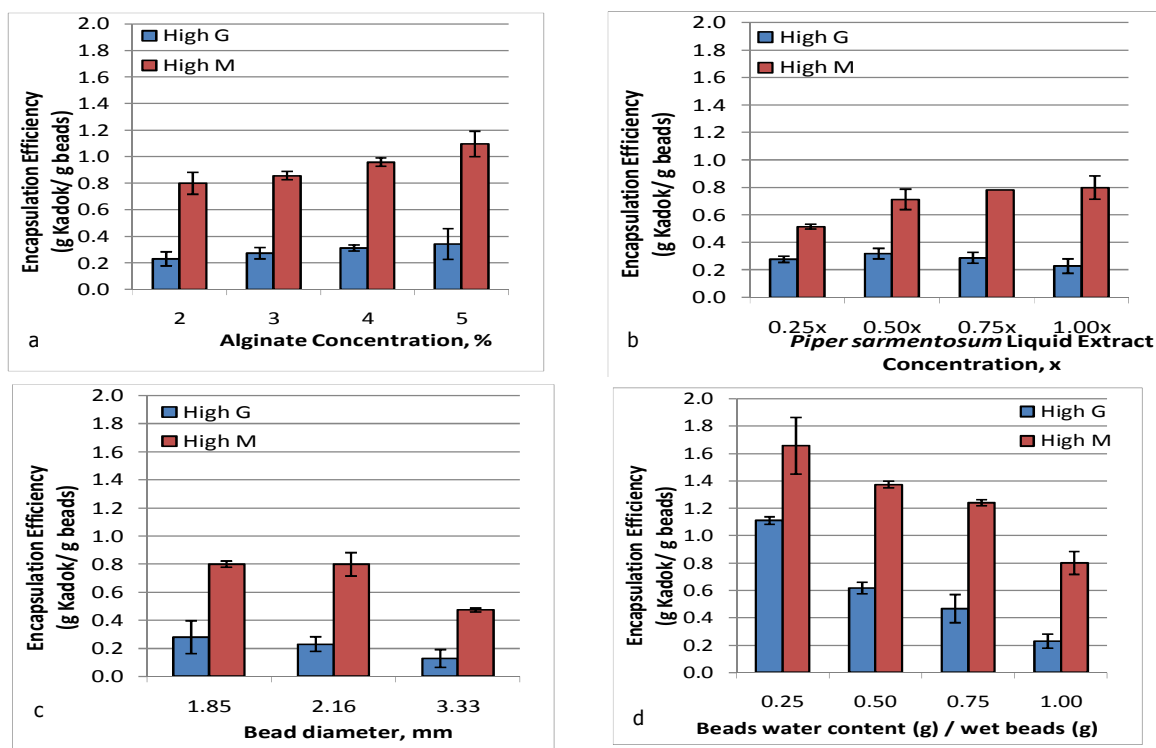 Encapsulation Efficiency
(g Kadok/ g beads)
2.0
1.8
1.6
1.4
1.2
1.0
0.8
0.6
0.4
0.2
0.0
High G
High M
2 3 4 5
Alginate Concentration, %
a
Encapsulation Efficiency
(g Kadok/ g beads)
2.0
1.8
1.6
1.4
1.2
1.0
0.8
0.6
0.4
0.2
0.0
High G
High M
0.25x 0.50x 0.75x 1.00x
Piper sarmentosum Liquid Extract
Concentration, x
b
Encapsulation Efficiency
(g Kadok/ g beads)
2.0
1.8
1.6
1.4
1.2
1.0
0.8
0.6
0.4
0.2
0.0
High G
High M
1.85 2.16 3.33
Bead diameter, mm
c
Encapsulation Efficiency
(g Kadok/ g beads)
2.0
1.8
1.6
1.4
1.2
1.0
0.8
0.6
0.4
0.2
0.0
High G
High M
0.25 0.50 0.75 1.00
Beads water content (g) / wet beads (g)
d